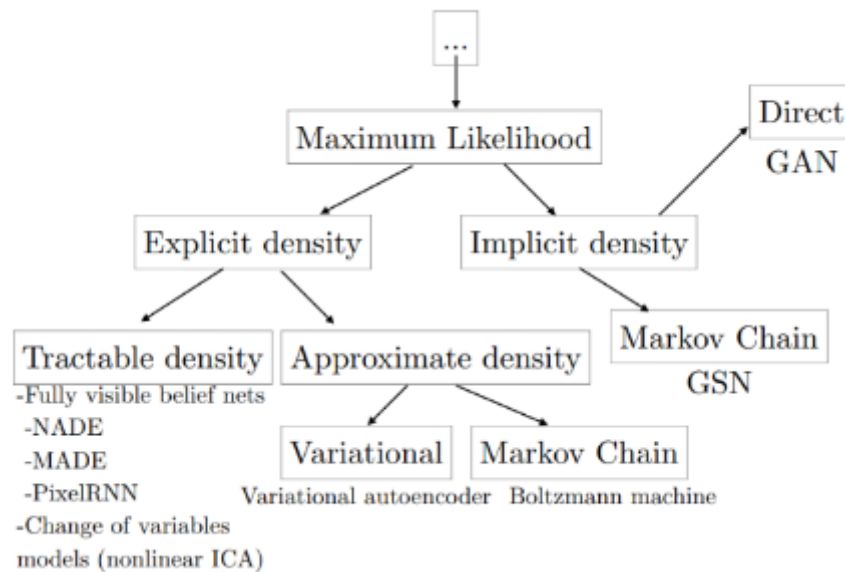 ...
Maximum Likelihood
Direct
GAN
Explicit density
Implicit density
Tractable density
-Fully visible belief nets
-NADE
-MADE
-PixelRNN
-Change of variables
models (nonlinear ICA)
Approximate density
Variational
Variational autoencoder
Markov Chain
Boltzmann machine
Markov Chain
GSN